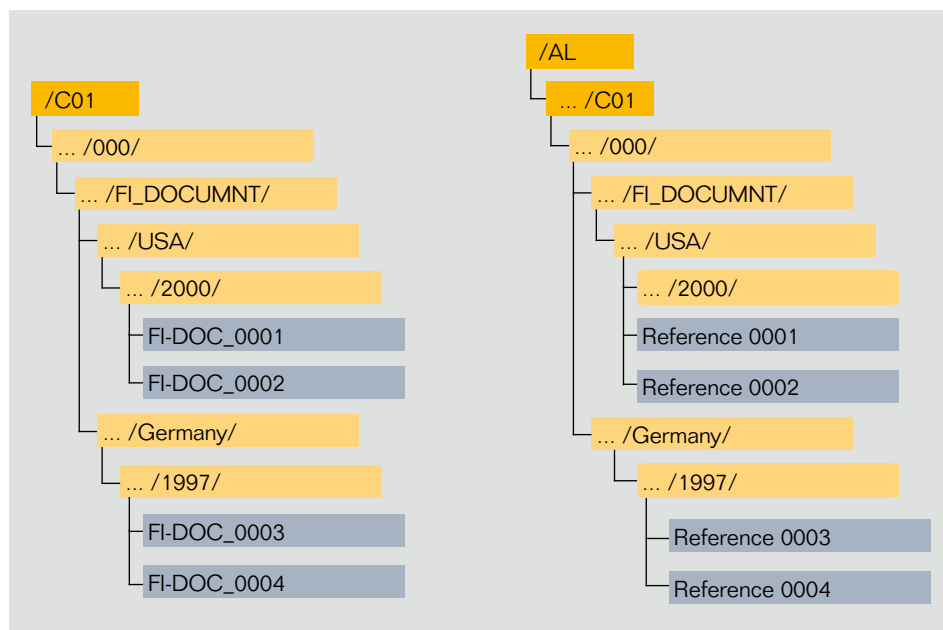 /C01
... /000/
... /FI_DOCUMNT/
... /USA/
... /2000/
FI-DOC_0001
FI-DOC_0002
... /Germany/
... /1997/
FI-DOC_0003
FI-DOC_0004
/AL
... /C01
... /000/
... /FI_DOCUMNT/
... /USA/
... /2000/
Reference 0001
Reference 0002
... /Germany/
... /1997/
Reference 0003
Reference 0004